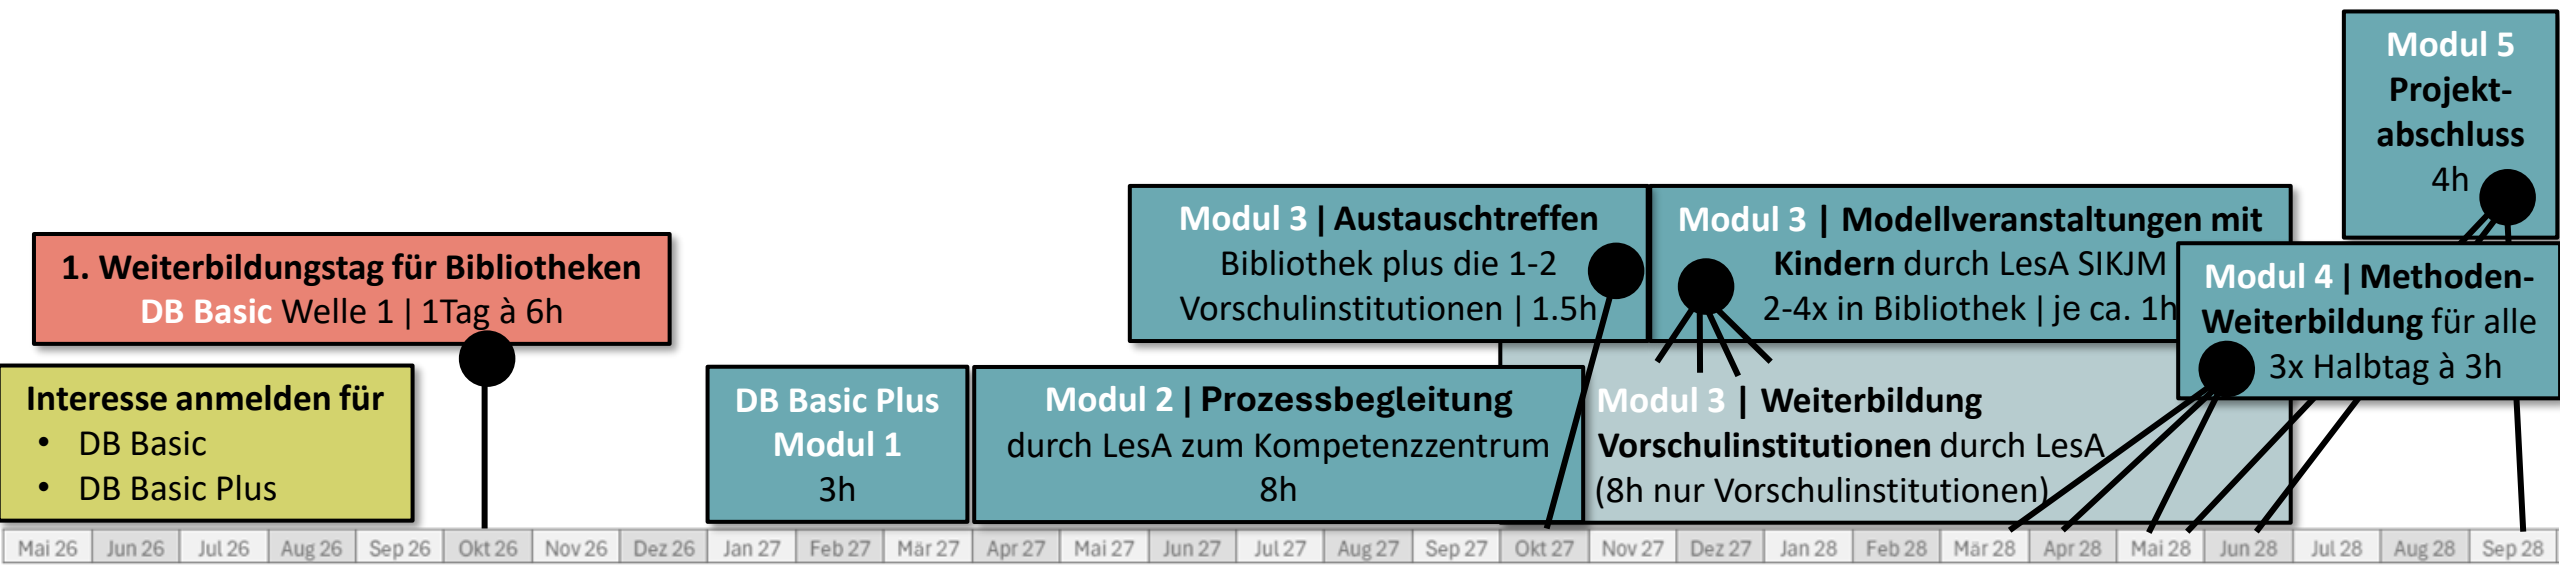 Modul 5
Projekt-
abschluss
4h
Modul 3 | Austauschtreffen
Bibliothek plus die 1-2
Vorschulinstitutionen | 1.5h
Modul 3 | Modellveranstaltungen mit
Kindern durch LesA SIKJM
2-4x in Bibliothek | je ca. 1h
1. Weiterbildungstag für Bibliotheken
DB Basic Welle 1 | 1Tag à 6h
Modul 4 | Methoden-
Weiterbildung für alle
3x Halbtag à 3h
Interesse anmelden für
• DB Basic
• DB Basic Plus
DB Basic Plus
Modul 1
3h
Modul 2 | Prozessbegleitung
durch LesA zum Kompetenzzentrum
8h
Modul 3 | Weiterbildung
Vorschulinstitutionen durch LesA
(8h nur Vorschulinstitutionen)
Mai 26 Jun 26 Jul 26 Aug 26 Sep 26 Okt 26 Nov 26 Dez 26 Jan 27 Feb 27 Mär 27 Apr 27 Mai 27 Jun 27 Jul 27 Aug 27 Sep 27 Okt 27 Nov 27 Dez 27 Jan 28 Feb 28 Mär 28 Apr 28 Mai 28 Jun 28 Jul 28 Aug 28 Sep 28